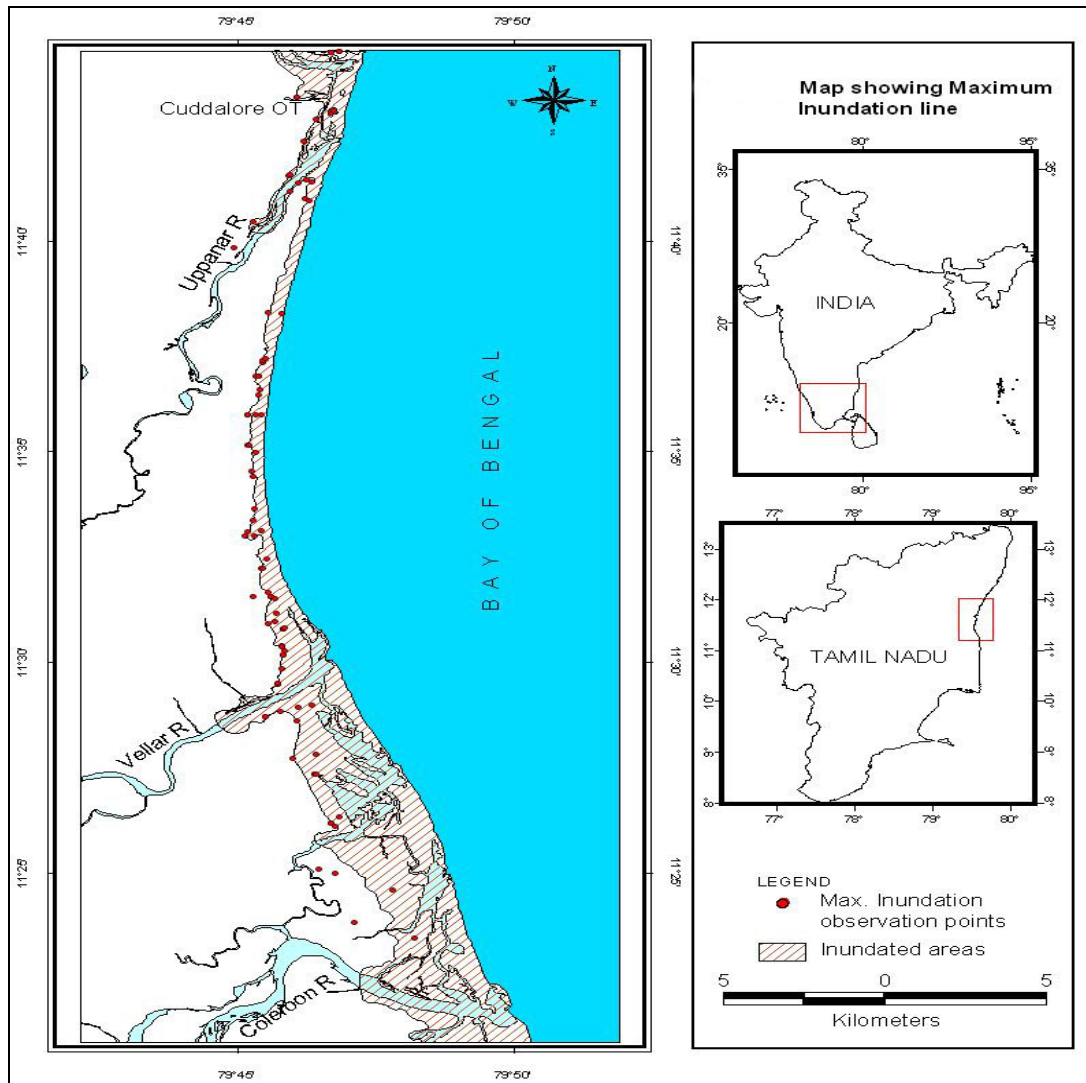 79°45'
79°50'
N
W
E
S
Cuddalore OT
Uppanar R
BAY OF BENGAL
Vellar R
Coleroon R
11°40'
11°35'
11°30'
11°25'
11°40'
11°35'
11°30'
11°25'
79°45'
79°50'
Map showing Maximum
Inundation line
80°
95°
35°
35°
INDIA
20°
20°
80°
95°
77°
78°
79°
80°
13°
13°
12°
12°
TAMIL NADU
11°
11°
10°
10°
9°
9°
8°
8°
77°
78°
79°
80°
LEGEND
Max. Inundation
observation points
Inundated areas
5
0
5
Kilometers